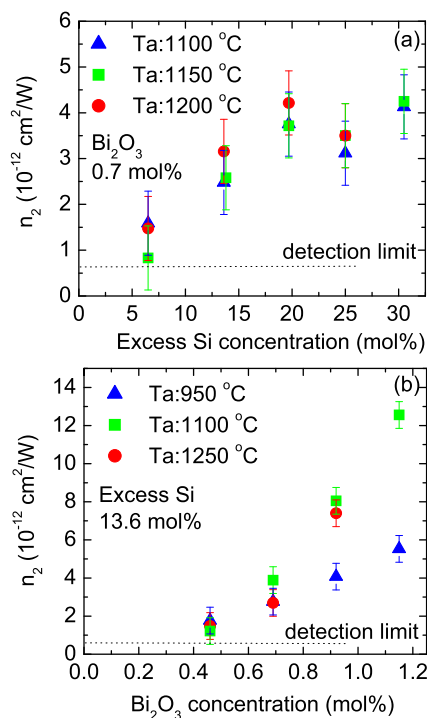 (a)
Ta:1100 °C
Ta:1150 °C
Ta:1200 °C
Bi₂O₃
0.7 mol%
detection limit
n₂ (10⁻¹² cm²/W)
6
5
4
3
2
1
0
0 5 10 15 20 25 30
Excess Si concentration (mol%)
(b)
Ta:950 °C
Ta:1100 °C
Ta:1250 °C
Excess Si
13.6 mol%
detection limit
n₂ (10⁻¹² cm²/W)
14
12
10
8
6
4
2
0
0.0 0.2 0.4 0.6 0.8 1.0 1.2
Bi₂O₃ concentration (mol%)